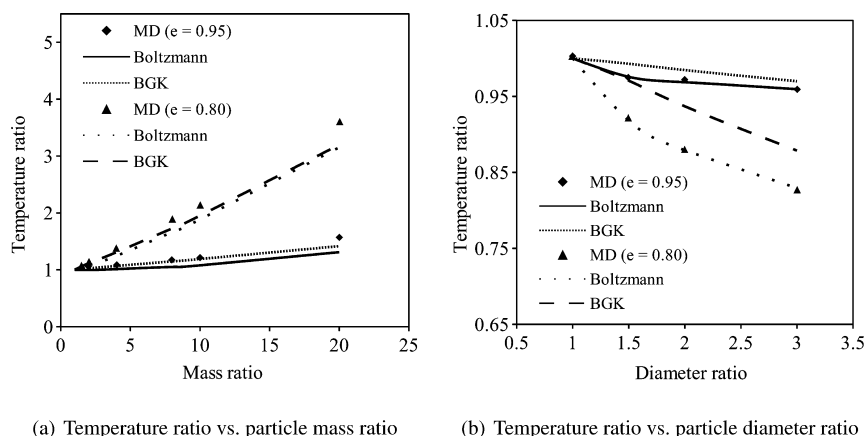 MD (e = 0.95)
Boltzmann
BGK
MD (e = 0.80)
Boltzmann
BGK
5
4
3
2
1
0
0
5
10
15
20
25
Temperature ratio
Mass ratio
(a) Temperature ratio vs. particle mass ratio
1.05
0.95
0.85
0.75
0.65
0.5
1
1.5
2
2.5
3
3.5
Temperature ratio
MD (e = 0.95)
Boltzmann
BGK
MD (e = 0.80)
Boltzmann
BGK
Diameter ratio
(b) Temperature ratio vs. particle diameter ratio